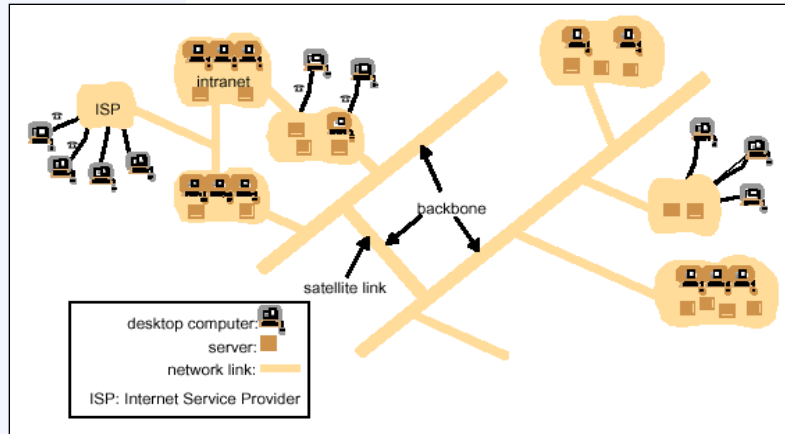 intranet
ISP
backbone
satellite link
desktop computer:
server:
network link:
ISP: Internet Service Provider